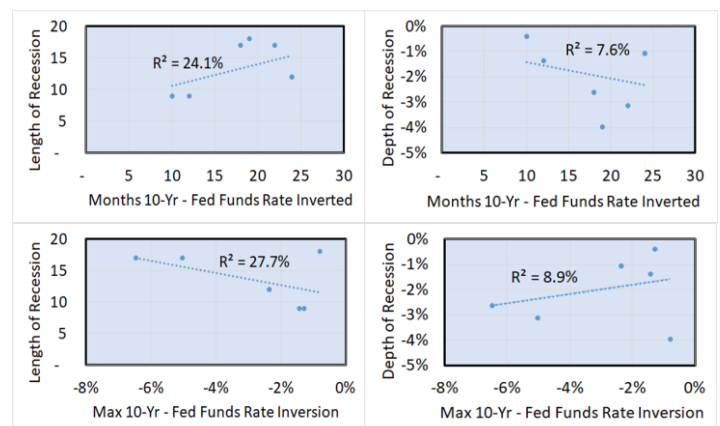 Length of Recession
20
15
10
5
-
R² = 24.1%
- 5 10 15 20 25 30
Months 10-Yr - Fed Funds Rate Inverted
Depth of Recession
0%
-1%
-2%
-3%
-4%
-5%
R² = 7.6%
- 5 10 15 20 25 30
Months 10-Yr - Fed Funds Rate Inverted
Length of Recession
20
15
10
5
-
R² = 27.7%
-8% -6% -4% -2% 0%
Max 10-Yr - Fed Funds Rate Inversion
Depth of Recession
0%
-1%
-2%
-3%
-4%
-5%
R² = 8.9%
-8% -6% -4% -2% 0%
Max 10-Yr - Fed Funds Rate Inversion